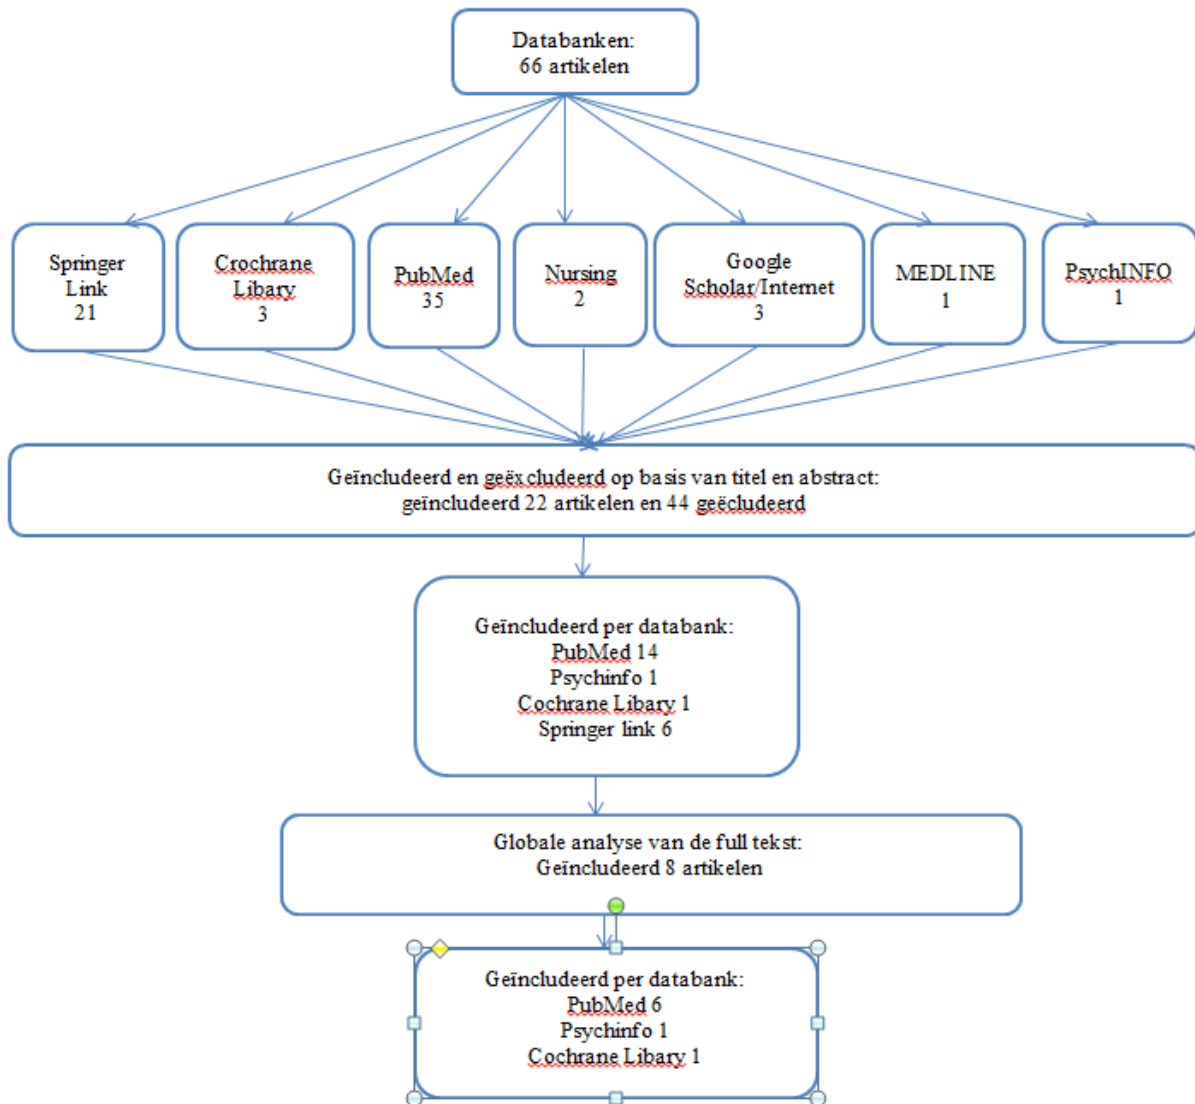 Databanken:
66 artikelen
Springer
Link
21
Crochrane
Libary
3
PubMed
35
Nursing
2
Google
Scholar/Internet
3
MEDLINE
1
PsychINFO
1
Geïncludeerd en geëxcludeerd op basis van titel en abstract:
geïncludeerd 22 artikelen en 44 geëcludeerd
Geïncludeerd per databank:
PubMed 14
Psychinfo 1
Cochrane Libary 1
Springer link 6
Globale analyse van de full tekst:
Geïncludeerd 8 artikelen
Geïncludeerd per databank:
PubMed 6
Psychinfo 1
Cochrane Libary 1